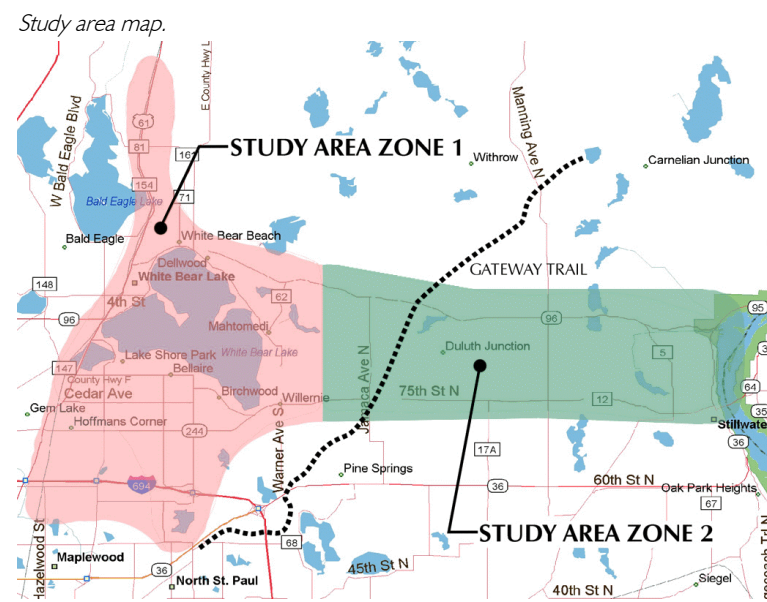 Study area map.
W Bald Eagle Blvd
E County Hwy L
61
81
161
STUDY AREA ZONE 1
Manning Ave N
Withrow
Carnelian Junction
154
71
Bald Eagle Lake
Bald Eagle
White Bear Beach
Dellwood
GATEWAY TRAIL
148
White Bear Lake
4th St
62
95
96
96
Mahtomedi
Duluth Junction
5
Lake Shore Park
White Bear Lake
147
Bellaire
County Hwy F
Cedar Ave
Birchwood
Willernie
Jamaca Ave N
75th St N
12
64
Gem Lake
Hoffmans Corner
244
Warner Ave S
35
Stillwater
17A
36
Pine Springs
694
36
60th St N
Oak Park Heights
67
Hazelwood St
STUDY AREA ZONE 2
68
Maplewood
36
North St. Paul
45th St N
40th St N
Siegel